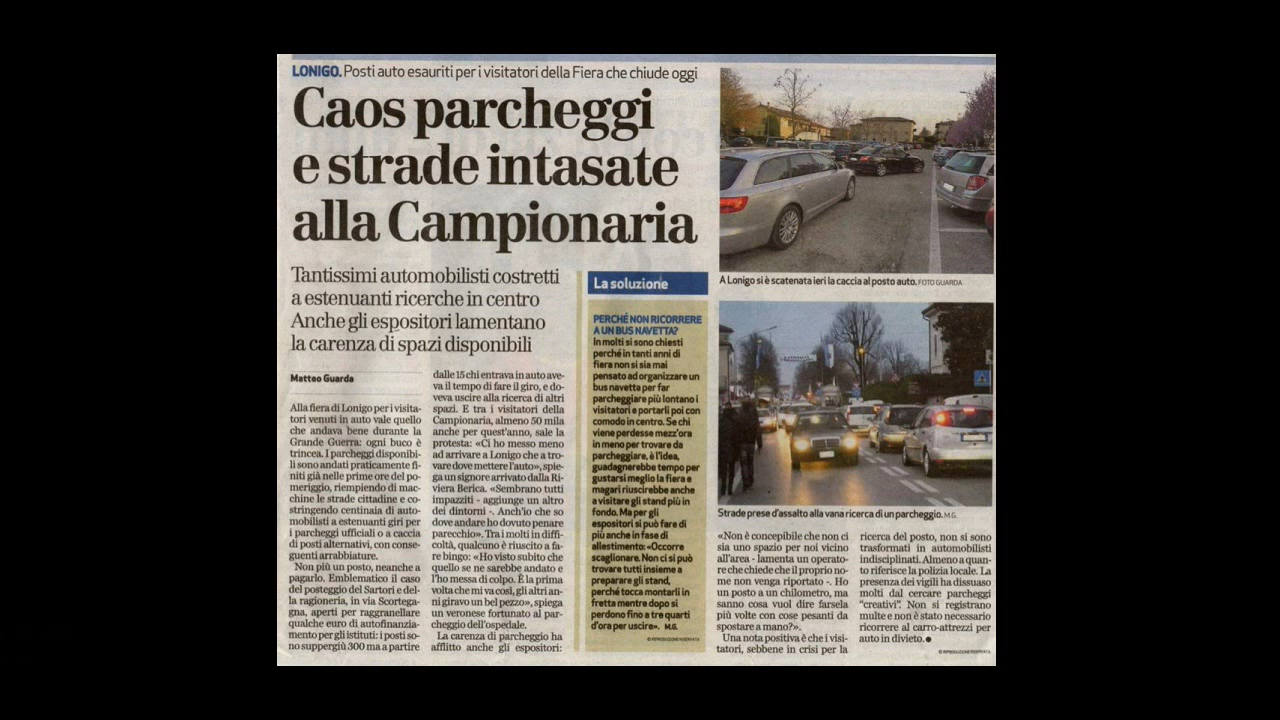 LONIGO. Posti auto esauriti per i visitatori della Fiera che chiude oggi
Caos parcheggi
e strade intasate
alla Campionaria
Tantissimi automobilisti costretti
a estenuanti ricerche in centro
Anche gli espositori lamentano
la carenza di spazi disponibili
Matteo Guarda
Alla fiera di Lonigo per i visita-
tori venuti in auto vale quello
che andava bene durante la
Grande Guerra: ogni buco è
trincea. I parcheggi disponibi-
li sono andati praticamente fi-
niti già nelle prime ore del po-
meriggio, riempiendo di mac-
chine le strade cittadine e co-
stringendo centinaia di auto-
mobilisti a estenuanti giri per
i parcheggi ufficiali o a caccia
di posti alternativi, con conse-
guenti arrabbiature.
Non più un posto, neanche a
pagarlo. Emblematico il caso
del posteggio del Sartori e del-
la ragioneria, in via Scortega-
gna, aperti per raggranellare
qualche euro di autofinanzia-
mento per gli istituti: i posti so-
no suppergiù 300 ma a partire
dalle 15 chi entrava in auto ave-
va il tempo di fare il giro, e do-
veva uscire alla ricerca di altri
spazi. E tra i visitatori della
Campionaria, almeno 50 mila
anche per quest'anno, sale la
protesta: «Ci ho messo meno
ad arrivare a Lonigo che a tro-
vare dove mettere l'auto», spie-
ga un signore arrivato dalla Ri-
viera Berica. «Sembrano tutti
impazziti - aggiunge un altro
dei dintorni -. Anch'io che so
dove andare ho dovuto penare
parecchio». Tra i molti in diffi-
coltà, qualcuno è riuscito a fa-
re bingo: «Ho visto subito che
quello se ne sarebbe andato e
l'ho messa di colpo. È la prima
volta che mi va così, gli altri an-
ni giravo un bel pezzo», spiega
un veronese fortunato al par-
cheggio dell'ospedale.
La carenza di parcheggio ha
afflitto anche gli espositori:
La soluzione
PERCHÉ NON RICORRERE
A UN BUS NAVETTA?
In molti si sono chiesti
perché in tanti anni di
fiera non si sia mai
pensato ad organizzare un
bus navetta per far
parcheggiare più lontano i
visitatori e portarli poi con
comodo in centro. Se chi
viene perdesse mezz'ora
in meno per trovare da
parcheggiare, è l'idea,
guadagnerebbe tempo per
gustarsi meglio la fiera e
magari riuscirebbe anche
a visitare gli stand più in
fondo. Ma per gli
espositori si può fare di
più anche in fase di
allestimento: «Occorre
scaglionare. Non ci si può
trovare tutti insieme a
preparare gli stand,
perché tocca montarli in
fretta mentre dopo si
perdono fino a tre quarti
d'ora per uscire». M.G.
© RIPRODUZIONE RISERVATA
A Lonigo si è scatenata ieri la caccia al posto auto. FOTO GUARDA
Strade prese d'assalto alla vana ricerca di un parcheggio. M.G.
«Non è concepibile che non ci
sia uno spazio per noi vicino
all'area - lamenta un operato-
re che chiede che il proprio no-
me non venga riportato -. Ho
un posto a un chilometro, ma
sanno cosa vuol dire farsela
più volte con cose pesanti da
spostare a mano?».
Una nota positiva è che i visi-
tatori, sebbene in crisi per la
ricerca del posto, non si sono
trasformati in automobilisti
indisciplinati. Almeno a quan-
to riferisce la polizia locale. La
presenza dei vigili ha dissuaso
molti dal cercare parcheggi
“creativi”. Non si registrano
multe e non è stato necessario
ricorrere al carro-attrezzi per
auto in divieto.●
© RIPRODUZIONE RISERVATA